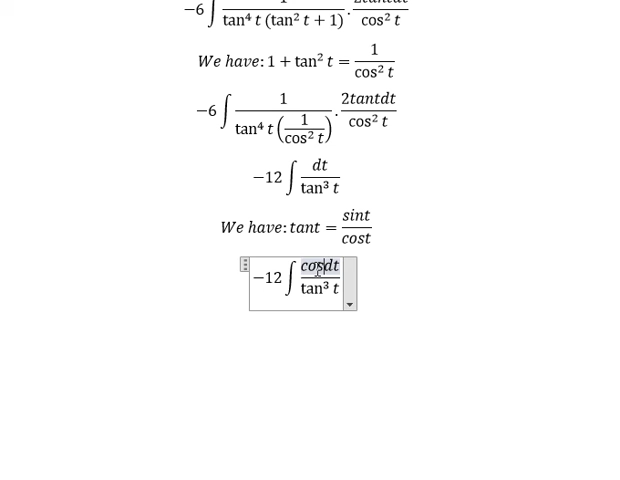 −6 ∫ 1/(tan⁴ t (tan² t + 1)) . 2tantdt/cos² t
We have: 1 + tan² t = 1/cos² t
−6 ∫ 1/(tan⁴ t (1/cos² t)) . 2tantdt/cos² t
−12 ∫ dt/tan³ t
We have: tant = sint/cost
−12 ∫ cosdt/tan³ t